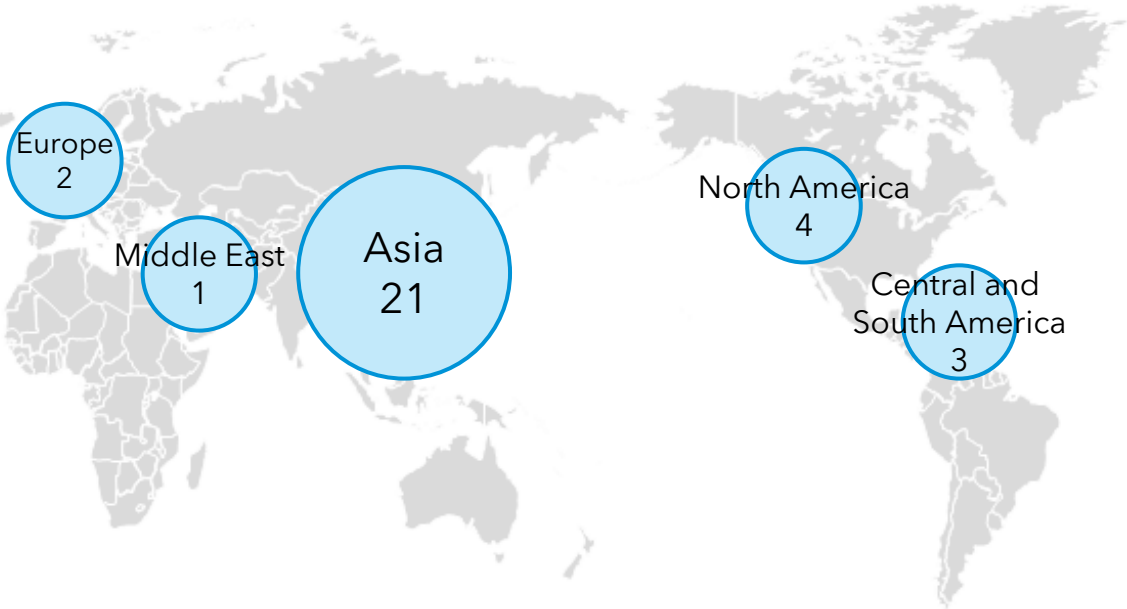 Europe
2
Middle East
1
Asia
21
North America
4
Central and
South America
3